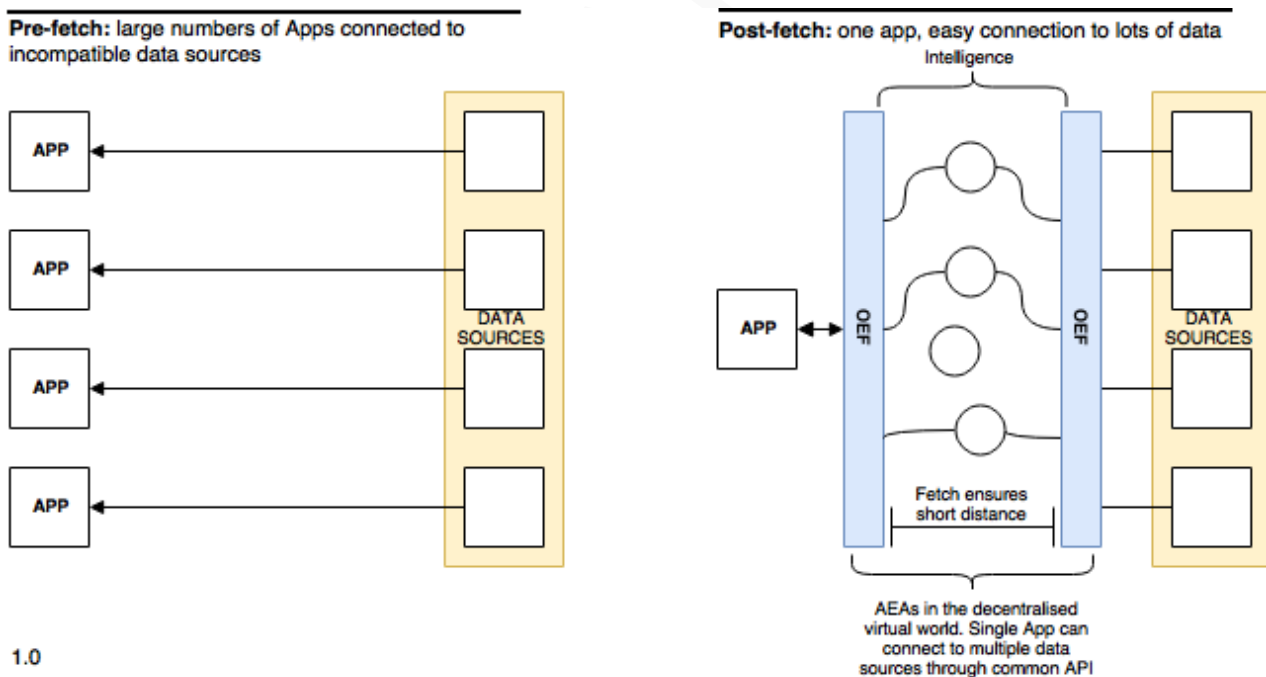 Pre-fetch: large numbers of Apps connected to
incompatible data sources
APP
APP
APP
APP
DATA
SOURCES
1.0
Post-fetch: one app, easy connection to lots of data
Intelligence
APP
OEF
OEF
DATA
SOURCES
Fetch ensures
short distance
AEAs in the decentralised
virtual world. Single App can
connect to multiple data
sources through common API